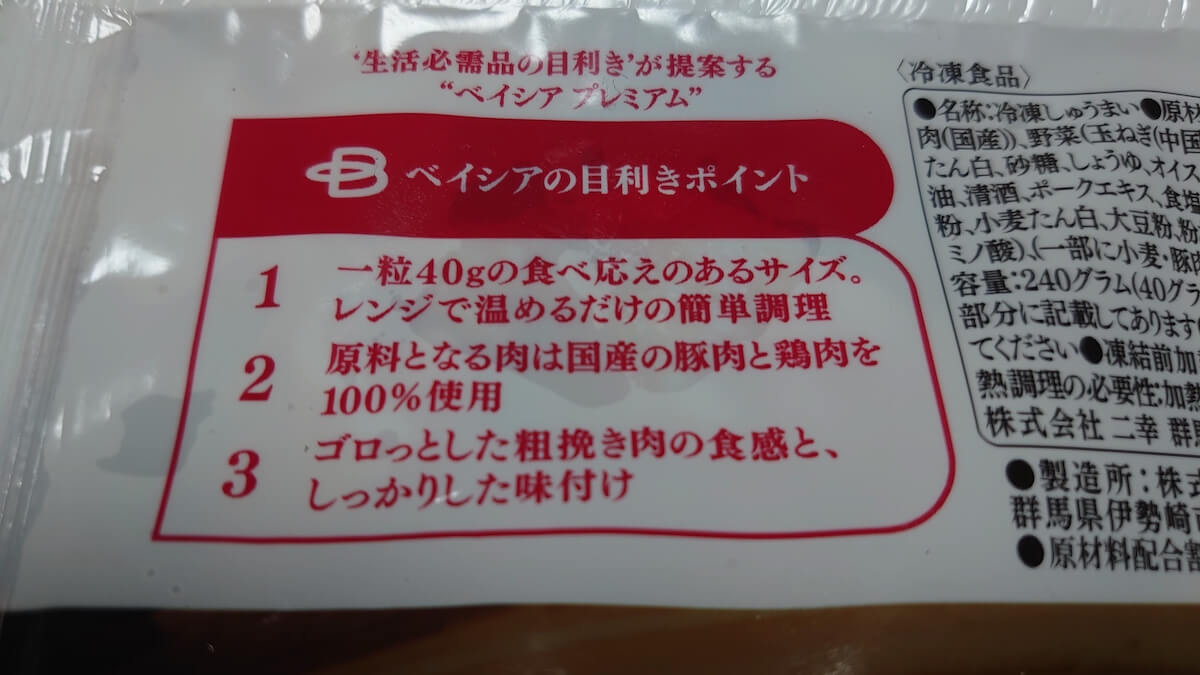 ‘生活必需品の目利き’が提案する
“ベイシア プレミアム”
B ベイシアの目利きポイント
1 一粒40gの食べ応えのあるサイズ。
レンジで温めるだけの簡単調理
2 原料となる肉は国産の豚肉と鶏肉を
100%使用
3 ゴロっとした粗挽き肉の食感と、
しっかりした味付け
〈冷凍食品〉
●名称:冷凍しゅうまい●原材
肉(国産))、野菜(玉ねぎ(中国
たん白、砂糖、しょうゆ、オイス
油、清酒、ポークエキス、食塩
粉、小麦たん白、大豆粉、粉
ミノ酸)、(一部に小麦・豚肉
容量:240グラム(40グラ
部分に記載してあります
てください●凍結前加
熱調理の必要性:加熱
株式会社 二幸 群馬
●製造所:株式
群馬県伊勢崎市
●原材料配合割